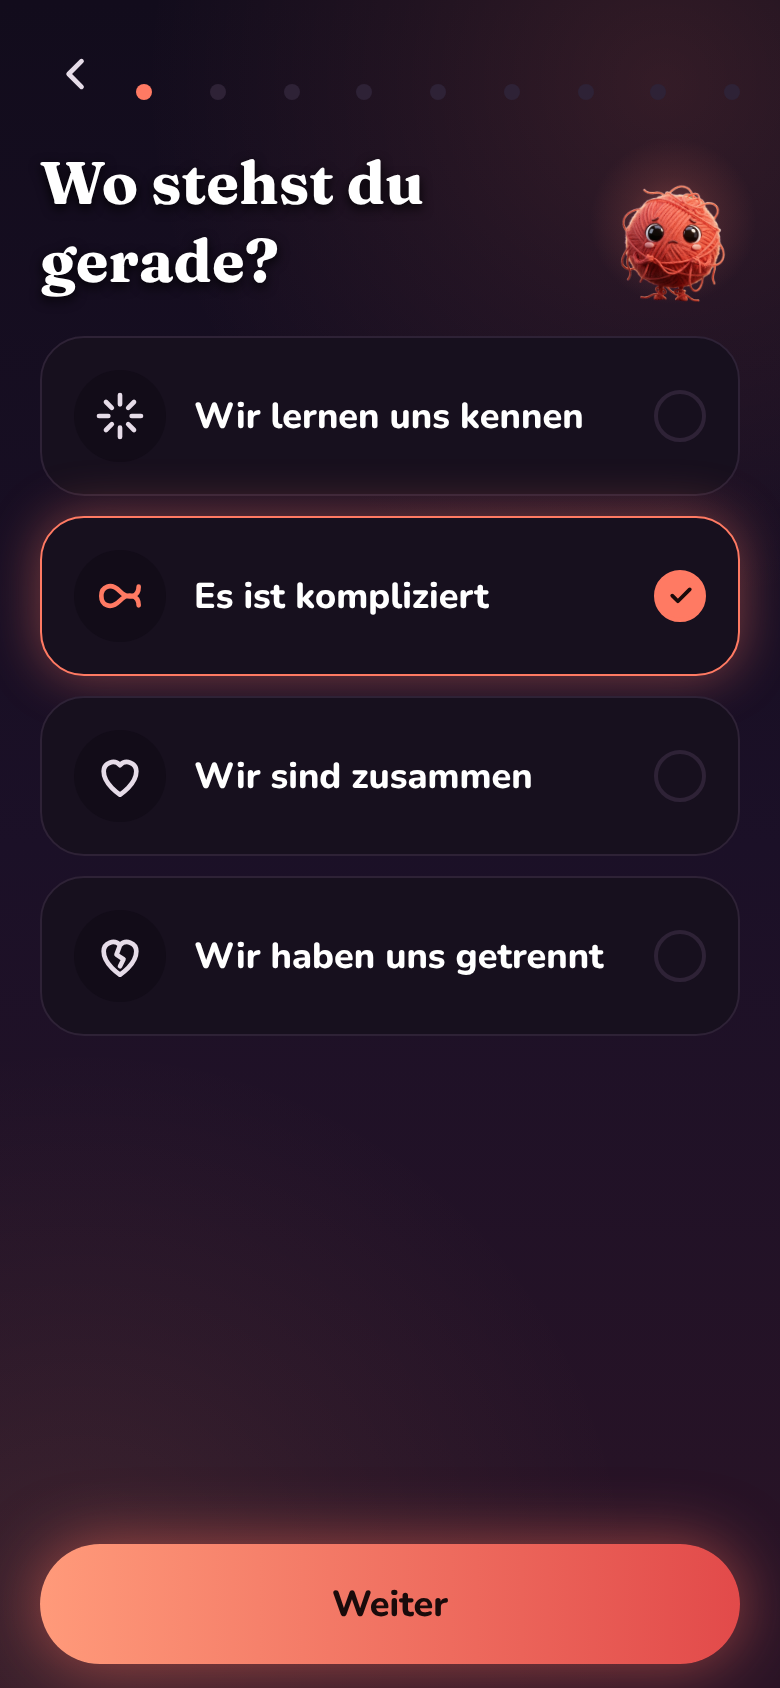 Wo stehst du
gerade?
Wir lernen uns kennen
Es ist kompliziert
Wir sind zusammen
Wir haben uns getrennt
Weiter